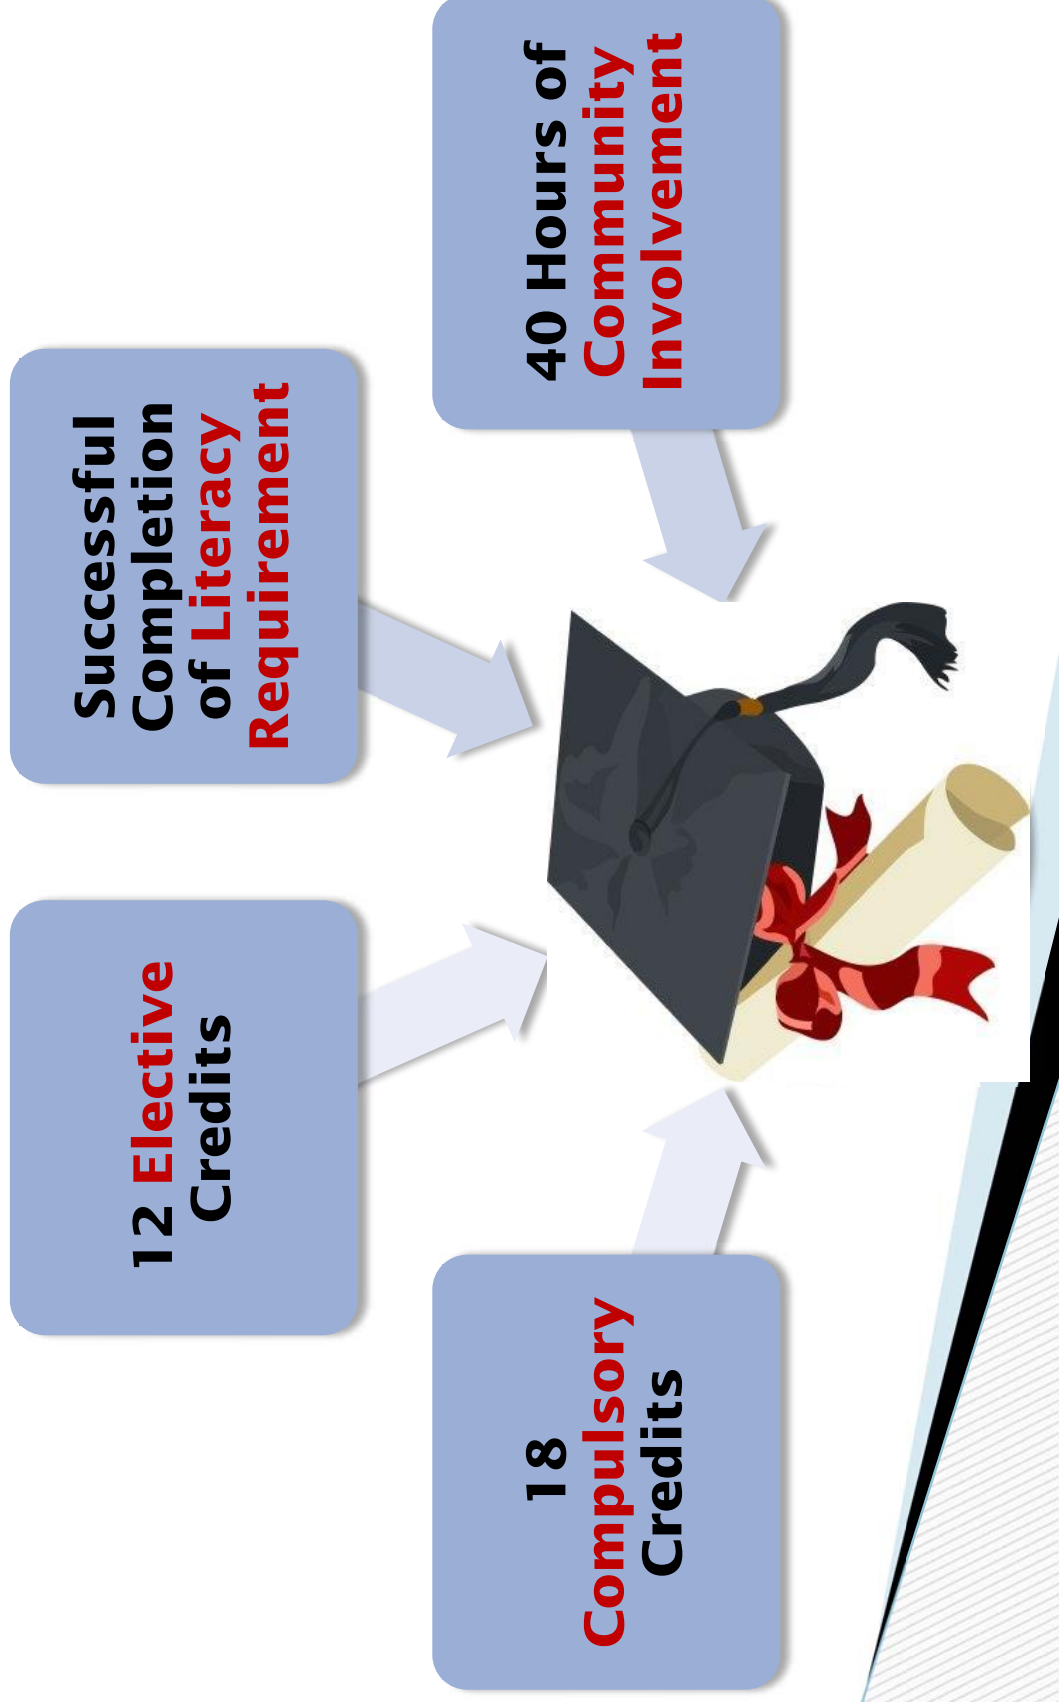 18
Compulsory
Credits
12 Elective
Credits
Successful
Completion
of Literacy
Requirement
40 Hours of
Community
Involvement